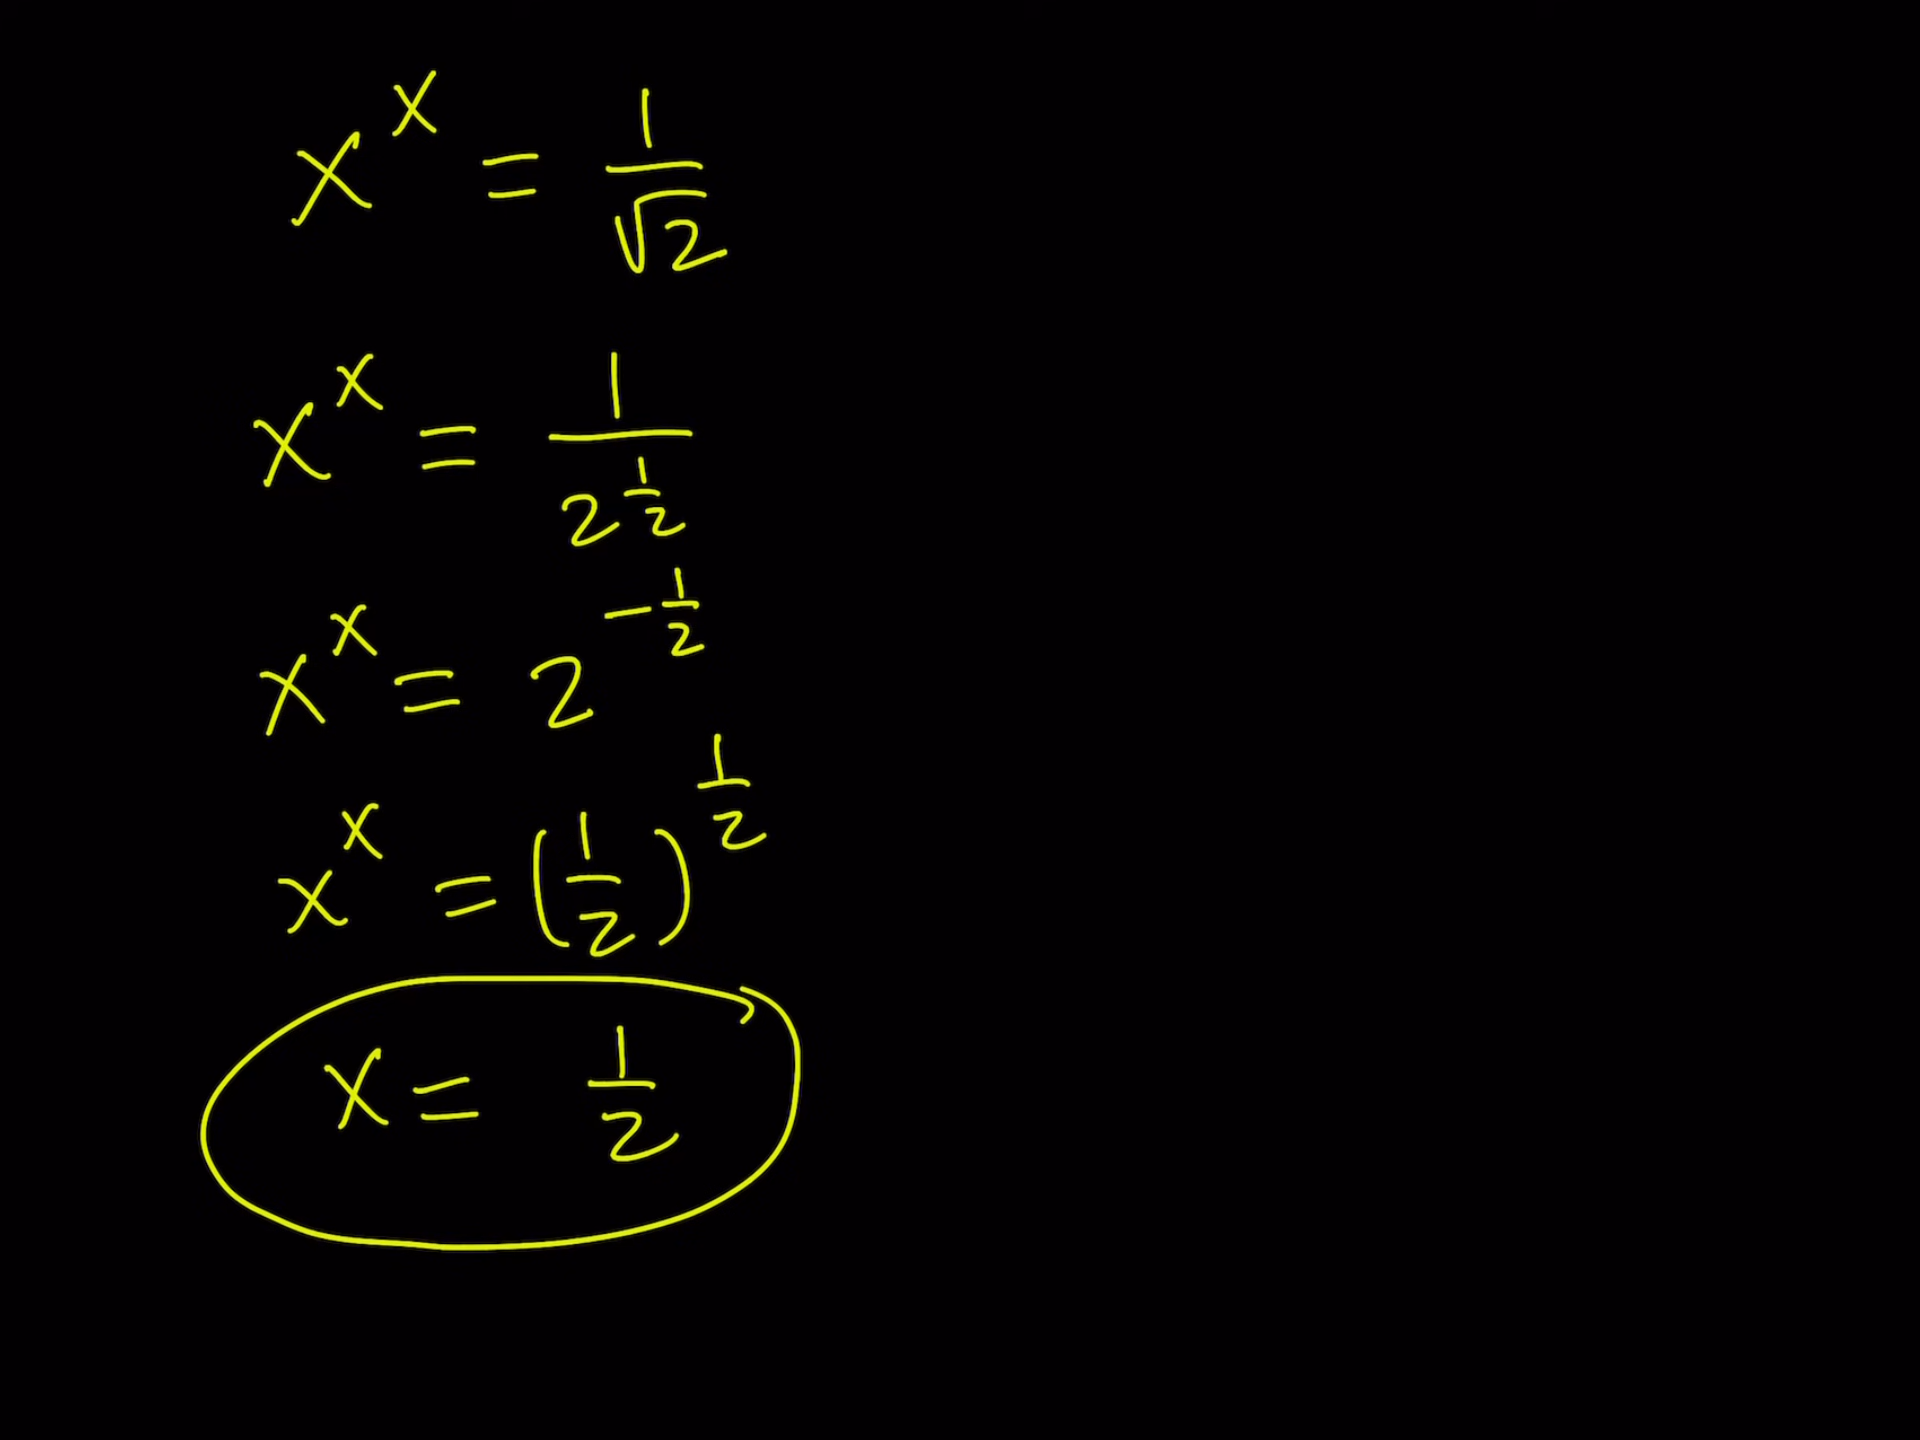 x^x = 1/√2
x^x = 1/2^(1/2)
x^x = 2^(-1/2)
x^x = (1/2)^(1/2)
x = 1/2